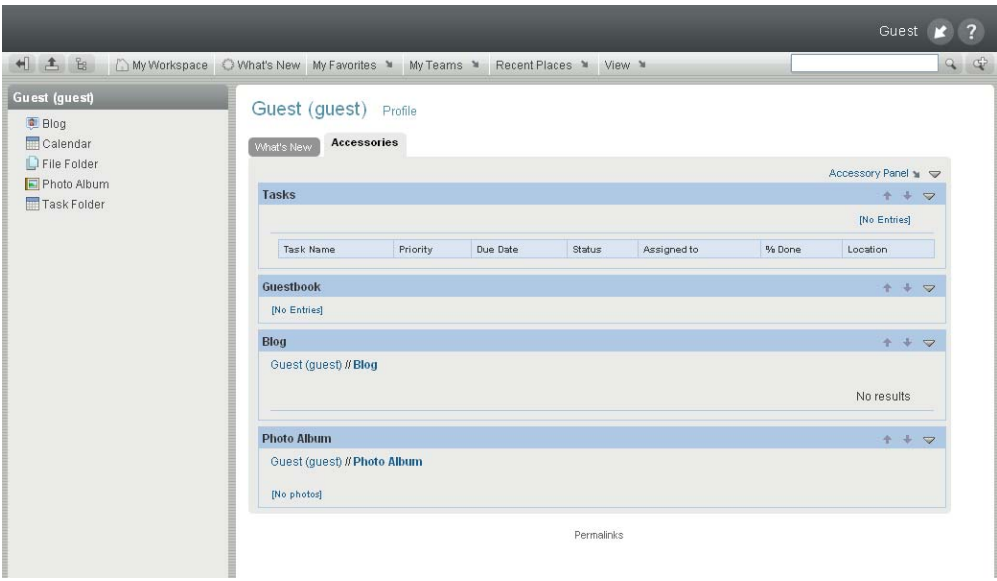 Guest ?
My Workspace What's New My Favorites My Teams Recent Places View
Guest (guest)
Blog
Calendar
File Folder
Photo Album
Task Folder
Guest (guest) Profile
What's New Accessories
Accessory Panel
Tasks
[No Entries]
Task Name Priority Due Date Status Assigned to % Done Location
Guestbook
[No Entries]
Blog
Guest (guest) // Blog
No results
Photo Album
Guest (guest) // Photo Album
[No photos]
Permalinks